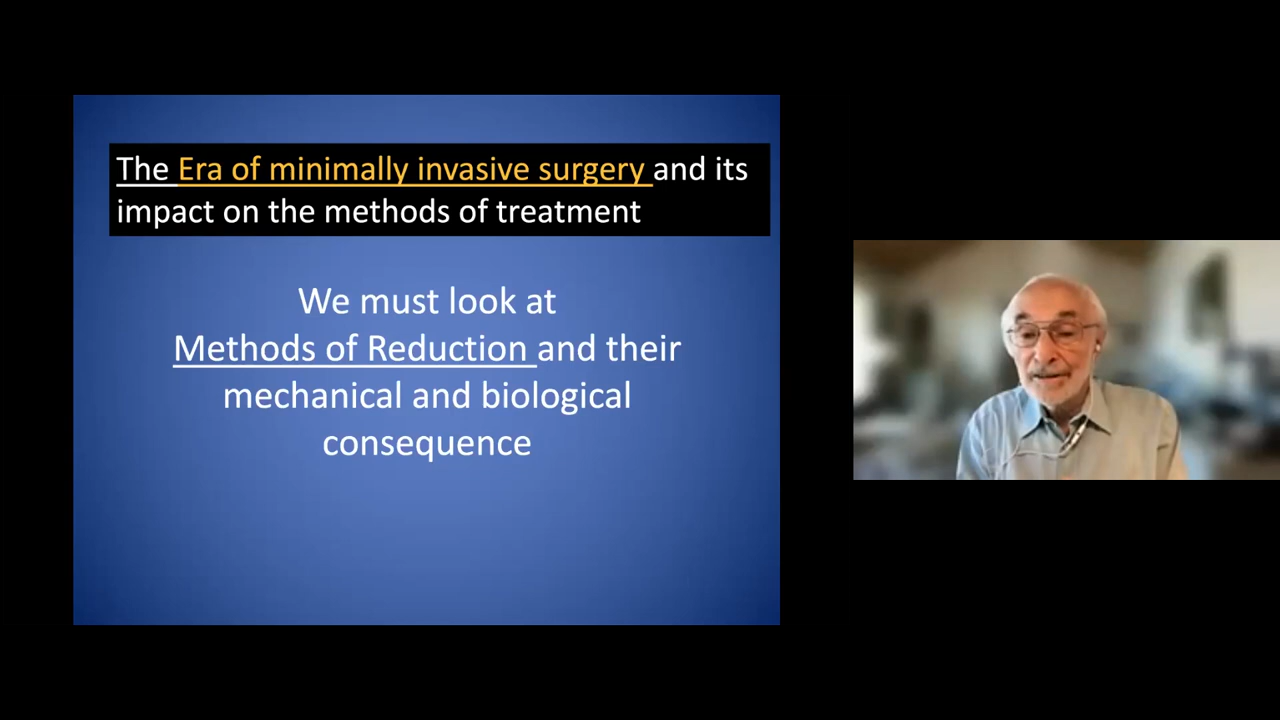 The Era of minimally invasive surgery and its
impact on the methods of treatment
We must look at
Methods of Reduction and their
mechanical and biological
consequence